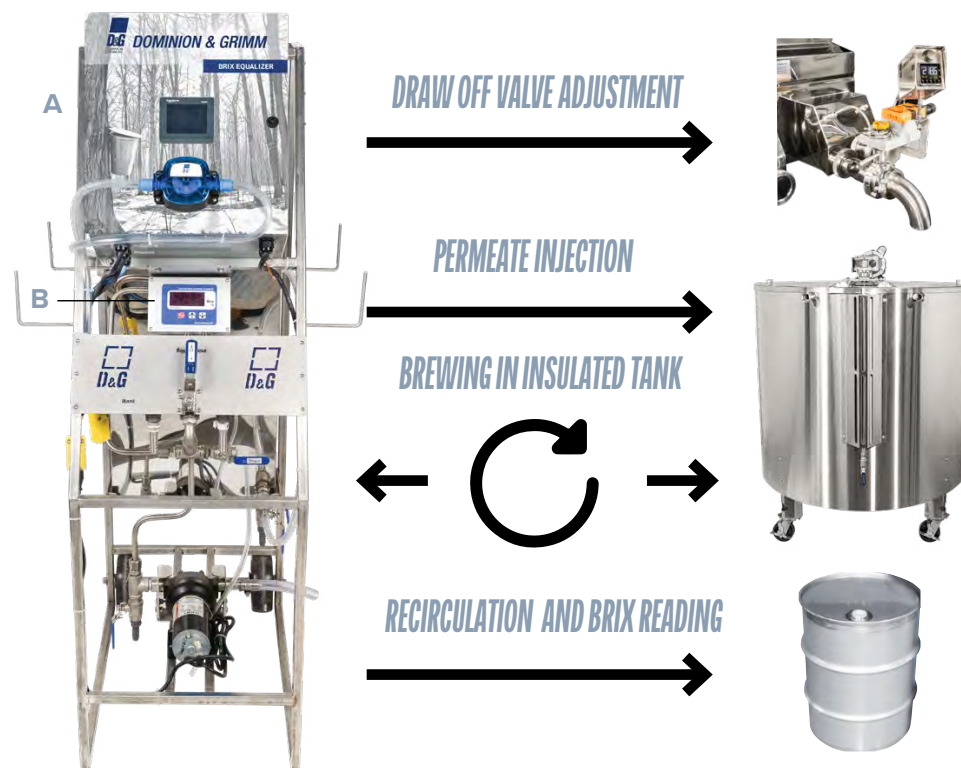 D&G DOMINION & GRIMM
BRIX EQUALIZER
A
DRAW OFF VALVE ADJUSTMENT
PERMEATE INJECTION
B
BREWING IN INSULATED TANK
D&G
D&G
RECIRCULATION AND BRIX READING